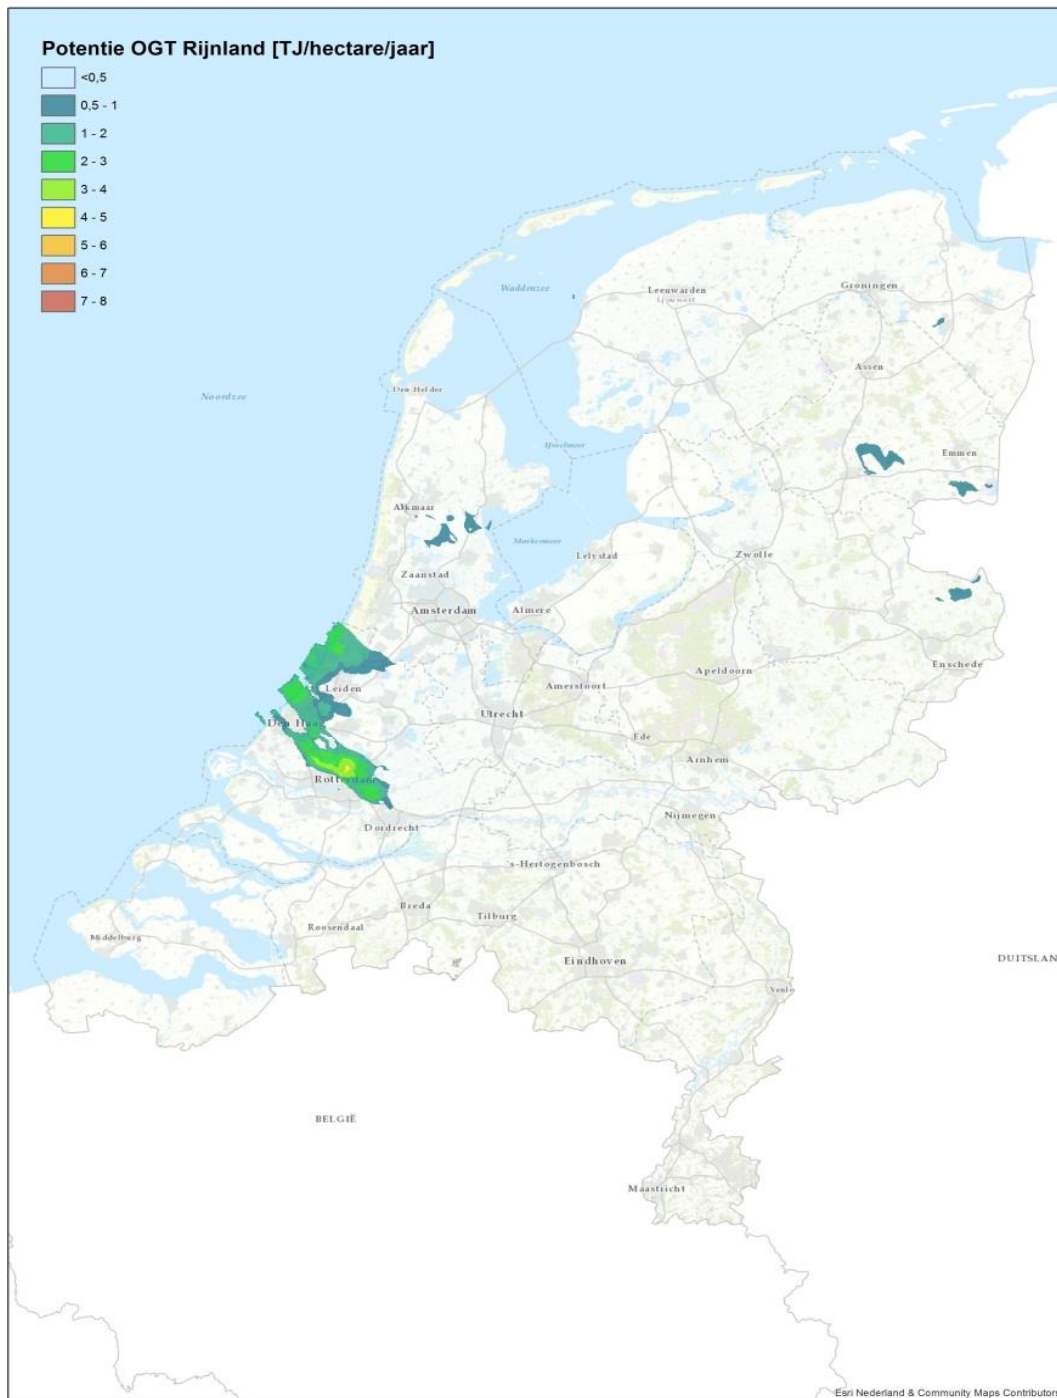 Potentie OGT Rijnland [TJ/hectare/jaar]
<0,5
0,5 - 1
1 - 2
2 - 3
3 - 4
4 - 5
5 - 6
6 - 7
7 - 8
Waddenzee
Leeuwarden
Ljouwert
Groningen
Assen
Den Helder
Noordzee
IJsselmeer
Emmen
Alkmaar
Markermeer
Lelystad
Zwolle
Zaanstad
Amsterdam
Almere
Enschede
Apeldoorn
Leiden
Amersfoort
Utrecht
Den Haag
Ede
Arnhem
Rotterdam
Nijmegen
Dordrecht
's-Hertogenbosch
Breda
Tilburg
Roosendaal
Middelburg
Eindhoven
DUITSLAN
Venlo
BELGIË
Maastricht
Esri Nederland & Community Maps Contributors